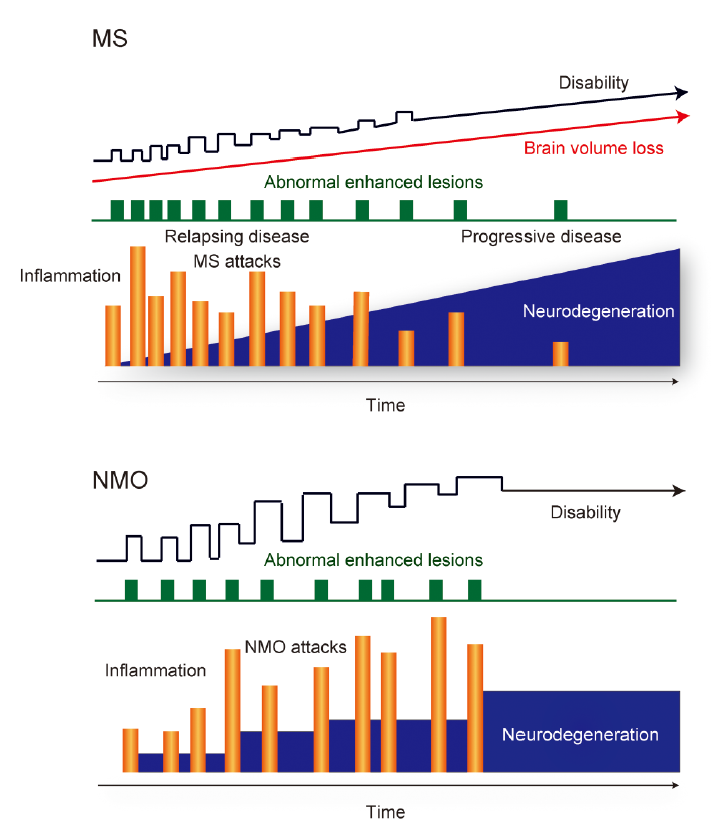 MS
Disability
Brain volume loss
Abnormal enhanced lesions
Relapsing disease
Progressive disease
MS attacks
Inflammation
Neurodegeneration
Time
NMO
Disability
Abnormal enhanced lesions
NMO attacks
Inflammation
Neurodegeneration
Time